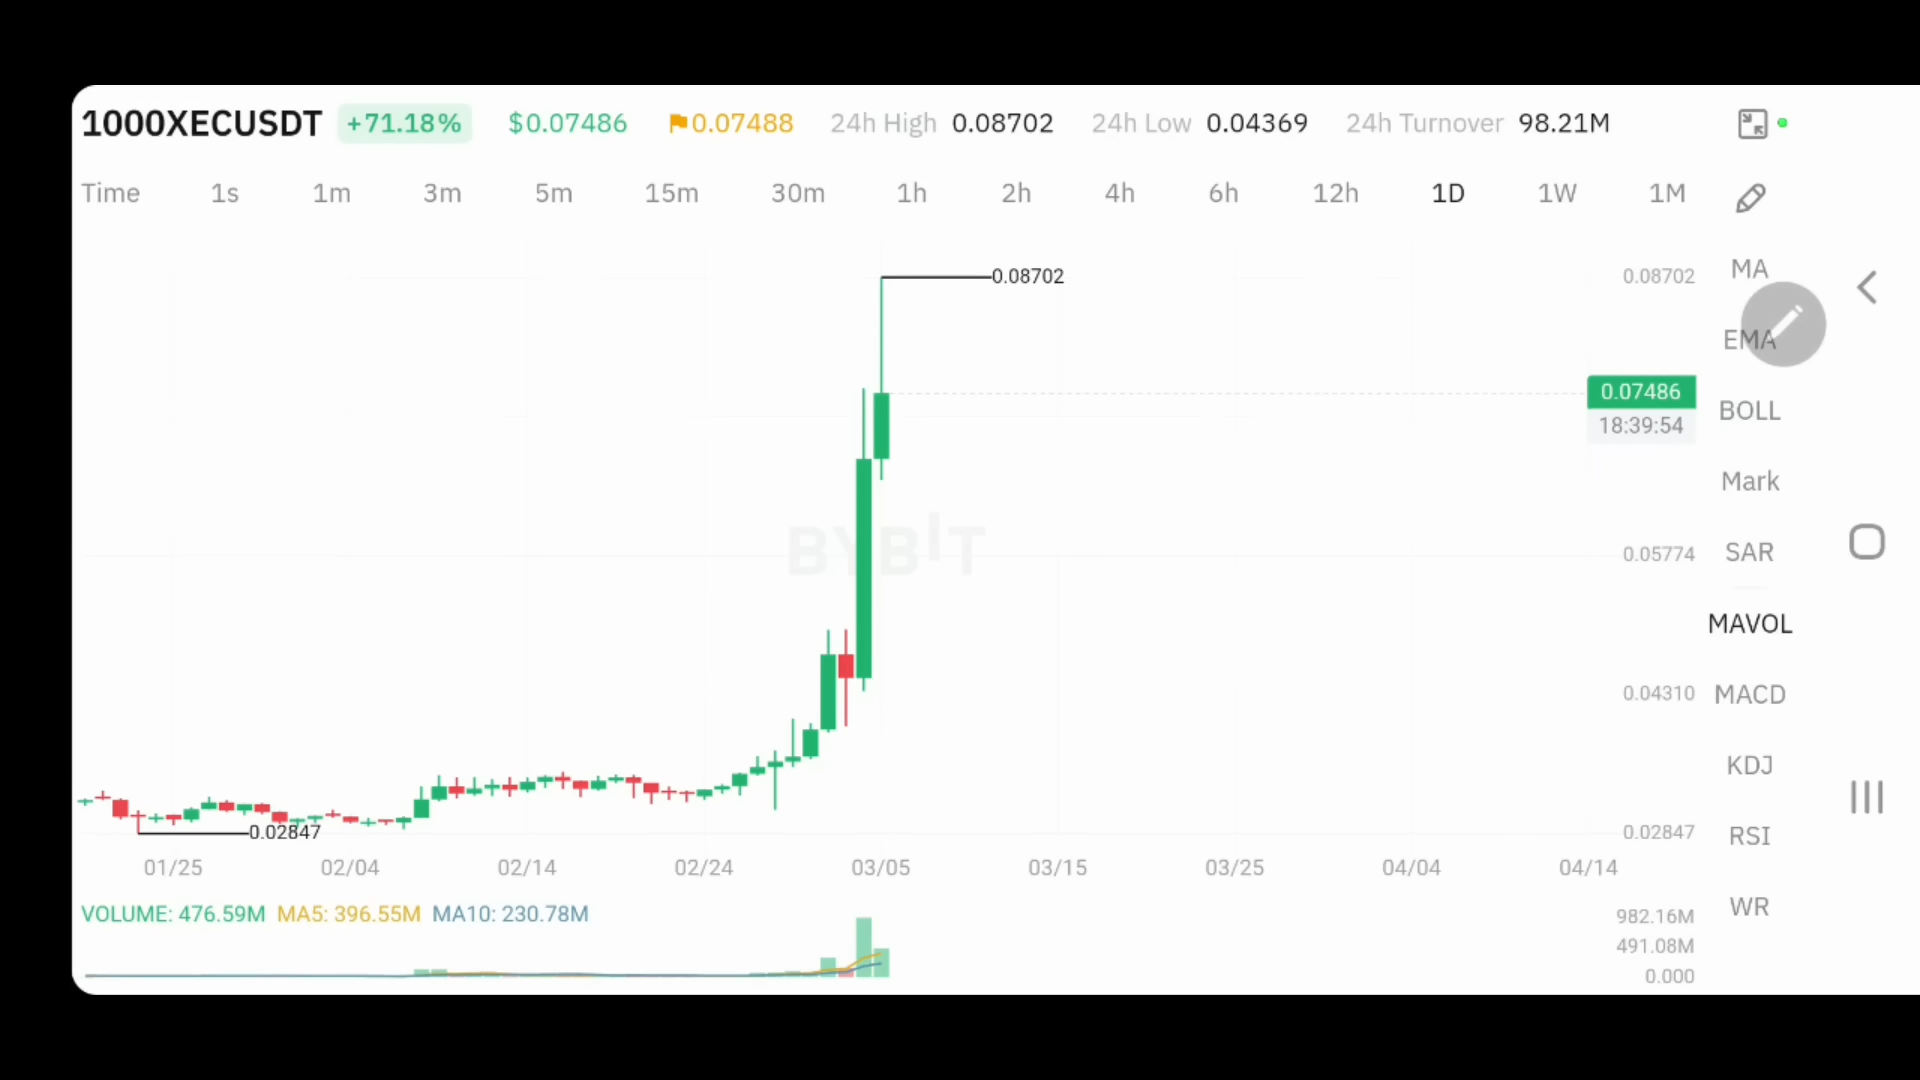 1000XECUSDT +71.18% $0.07486 0.07488 24h High 0.08702 24h Low 0.04369 24h Turnover 98.21M
Time 1s 1m 3m 5m 15m 30m 1h 2h 4h 6h 12h 1D 1W 1M
MA
0.08702 0.08702
EMA
0.07486
18:39:54
BOLL
Mark
BYBIT
0.05774
SAR
MAVOL
0.04310
MACD
KDJ
0.02847 0.02847
RSI
01/25 02/04 02/14 02/24 03/05 03/15 03/25 04/04 04/14
WR
VOLUME: 476.59M MA5: 396.55M MA10: 230.78M
982.16M
491.08M
0.000